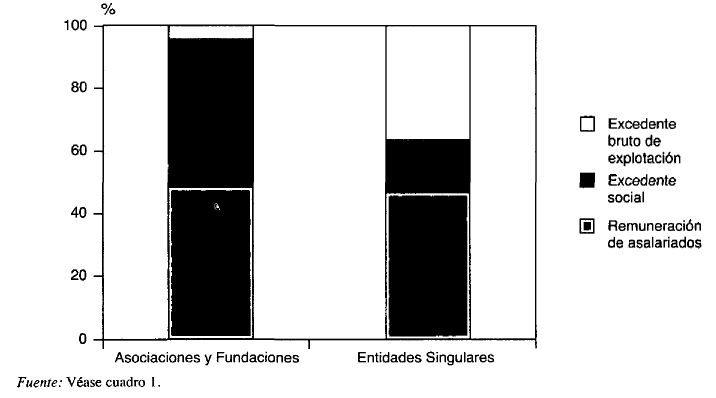 %
100
80
60
40
20
0
Asociaciones y Fundaciones
Entidades Singulares
Excedente
bruto de
explotación
Excedente
social
Remuneración
de asalariados
Fuente: Véase cuadro 1.